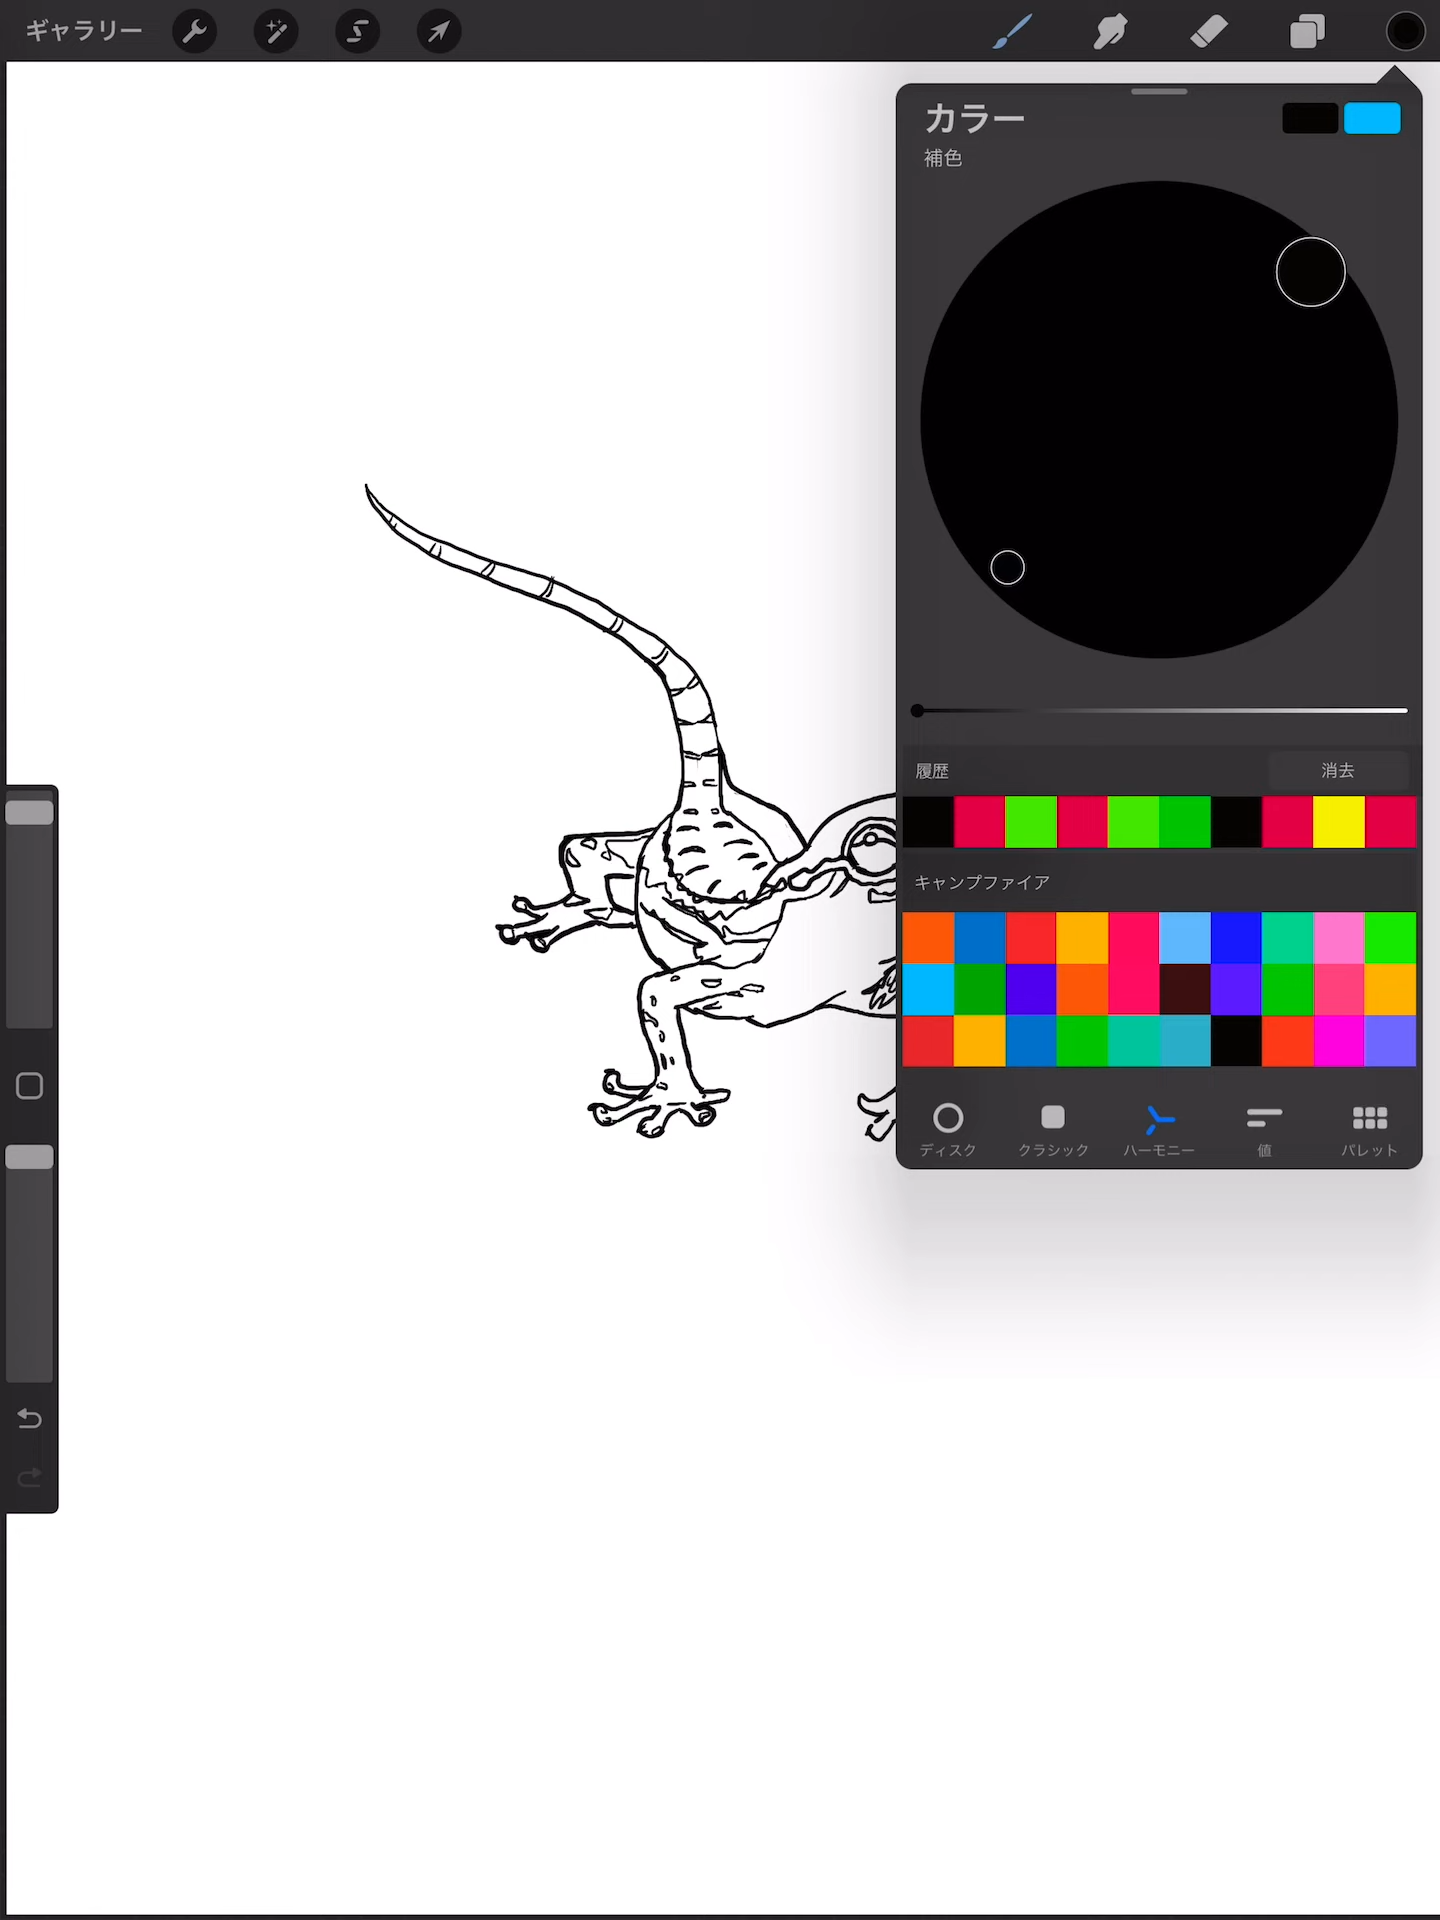 ギャラリー
カラー
補色
履歴
消去
キャンプファイア
ディスク
クラシック
ハーモニー
値
パレット